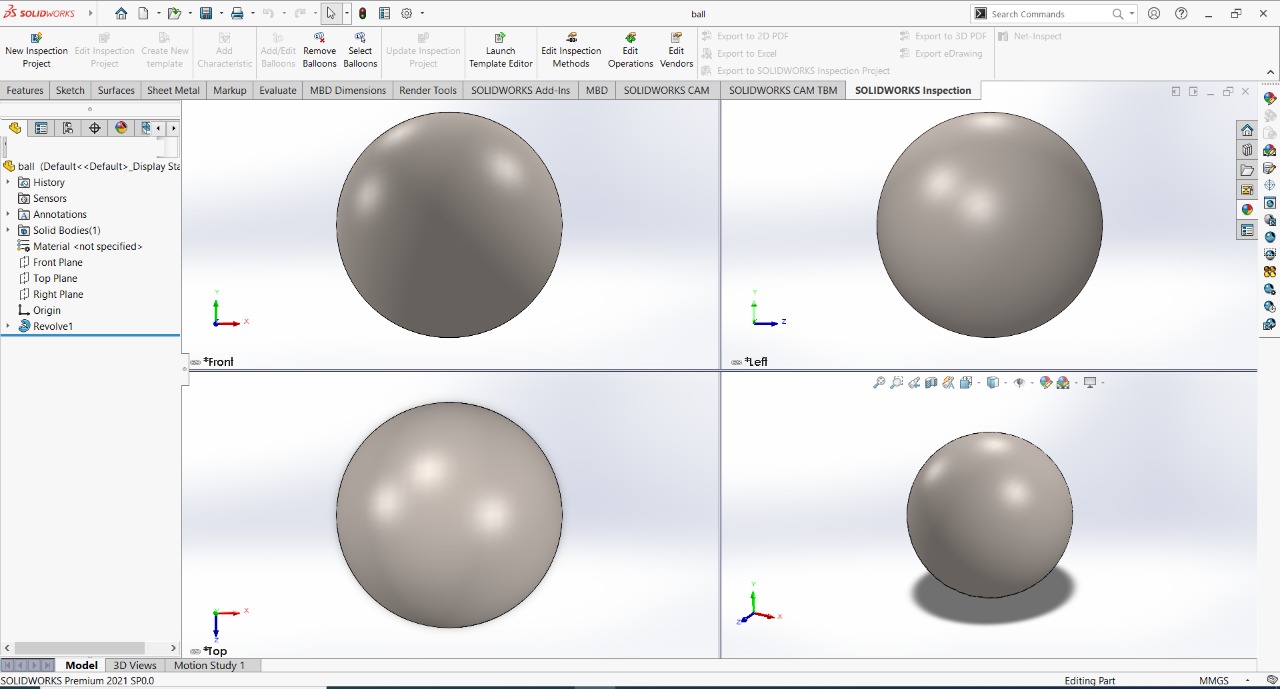 SOLIDWORKS
ball
Search Commands
New Inspection Project
Edit Inspection Project
Create New template
Add Characteristic
Add/Edit Balloons
Remove Balloons
Select Balloons
Update Inspection Project
Launch Template Editor
Edit Inspection Methods
Edit Operations
Edit Vendors
Export to 2D PDF
Export to Excel
Export to SOLIDWORKS Inspection Project
Export to 3D PDF
Export eDrawing
Net-Inspect
Features
Sketch
Surfaces
Sheet Metal
Markup
Evaluate
MBD Dimensions
Render Tools
SOLIDWORKS Add-Ins
MBD
SOLIDWORKS CAM
SOLIDWORKS CAM TBM
SOLIDWORKS Inspection
ball (Default<<Default>_Display Sta
History
Sensors
Annotations
Solid Bodies(1)
Material <not specified>
Front Plane
Top Plane
Right Plane
Origin
Revolve1
Y
X
*Front
Y
Z
*Left
X
Z
*Top
Y
X
Z
Model
3D Views
Motion Study 1
SOLIDWORKS Premium 2021 SP0.0
Editing Part
MMGS